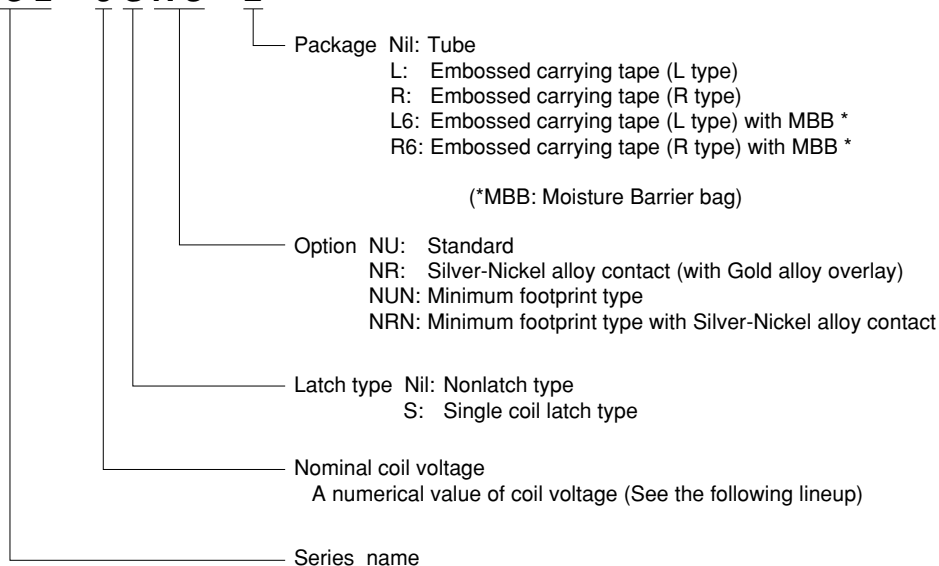 Package Nil: Tube
L: Embossed carrying tape (L type)
R: Embossed carrying tape (R type)
L6: Embossed carrying tape (L type) with MBB *
R6: Embossed carrying tape (R type) with MBB *
(*MBB: Moisture Barrier bag)
Option NU: Standard
NR: Silver-Nickel alloy contact (with Gold alloy overlay)
NUN: Minimum footprint type
NRN: Minimum footprint type with Silver-Nickel alloy contact
Latch type Nil: Nonlatch type
S: Single coil latch type
Nominal coil voltage
A numerical value of coil voltage (See the following lineup)
Series name